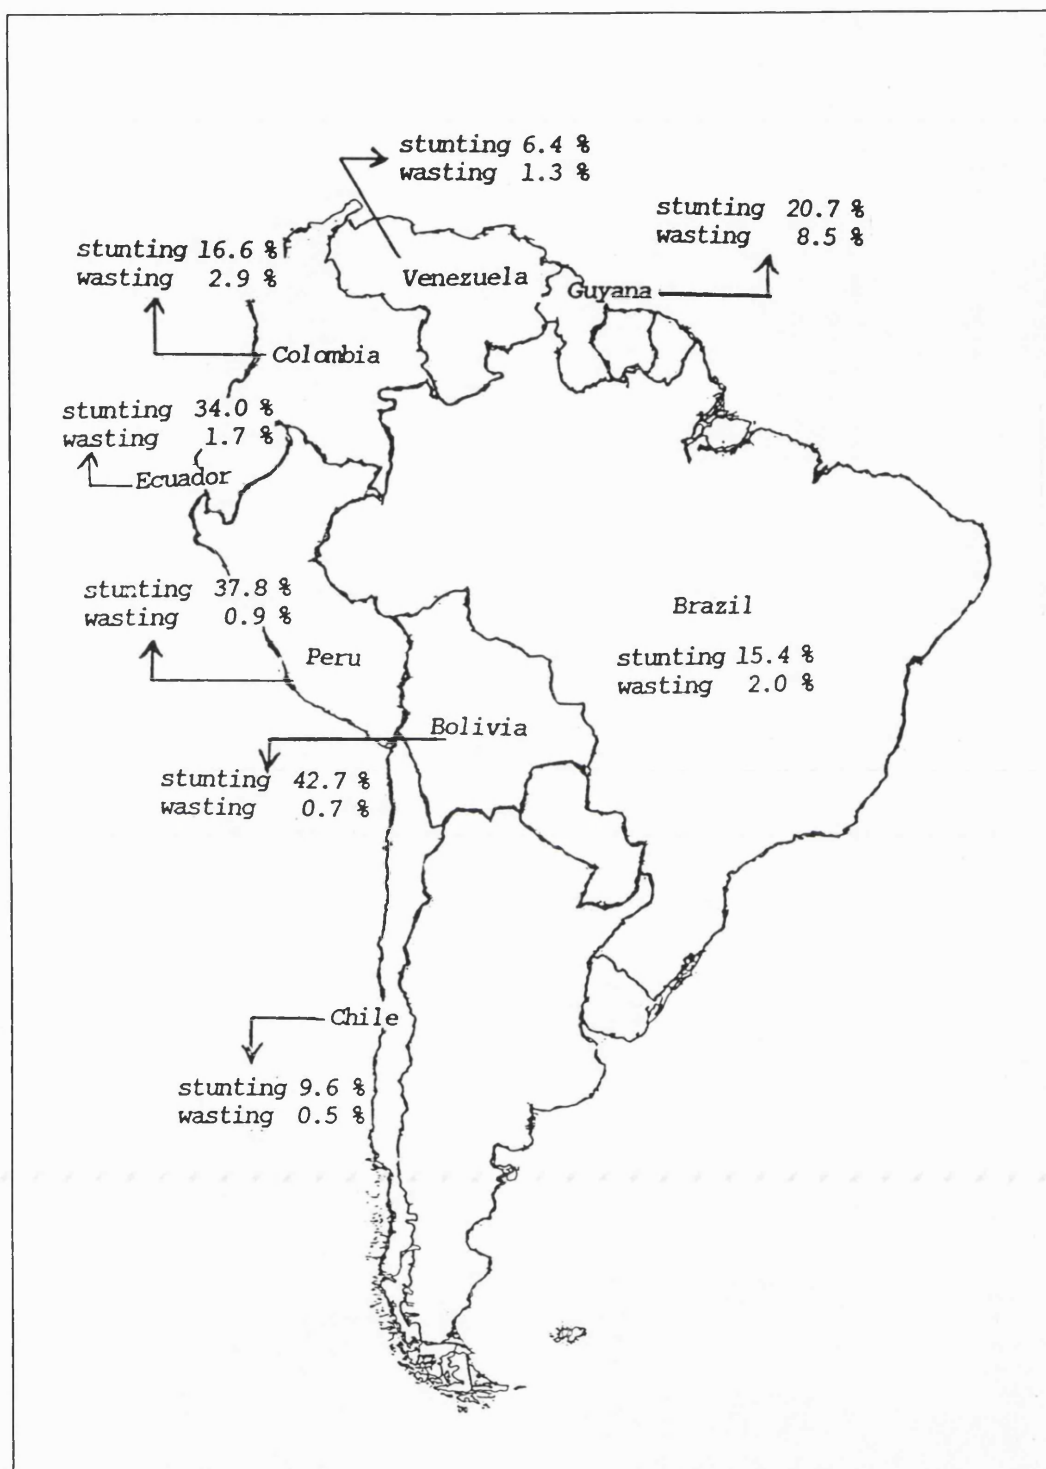 stunting 6.4 %
wasting 1.3 %
stunting 20.7 %
wasting 8.5 %
stunting 16.6 %
wasting 2.9 %
Venezuela
Guyana
Colombia
stunting 34.0 %
wasting 1.7 %
Ecuador
stunting 37.8 %
wasting 0.9 %
Brazil
stunting 15.4 %
wasting 2.0 %
Peru
Bolivia
stunting 42.7 %
wasting 0.7 %
Chile
stunting 9.6 %
wasting 0.5 %